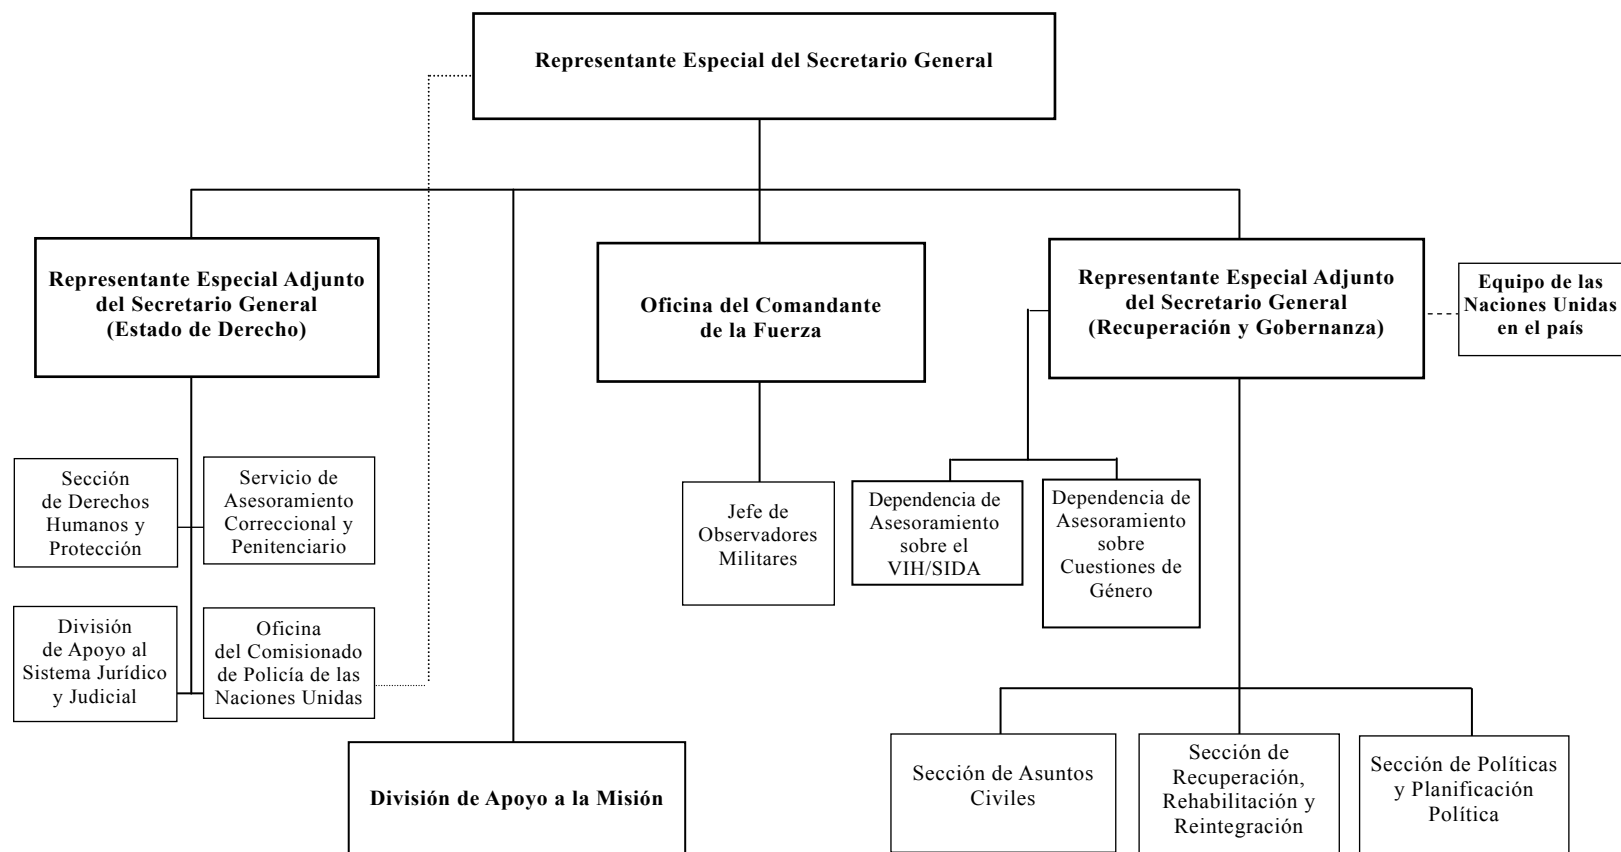 Representante Especial del Secretario General
Representante Especial Adjunto
del Secretario General
(Estado de Derecho)
Oficina del Comandante
de la Fuerza
Representante Especial Adjunto
del Secretario General
(Recuperación y Gobernanza)
Equipo de las
Naciones Unidas
en el país
Sección
de Derechos
Humanos y
Protección
Servicio de
Asesoramiento
Correccional y
Penitenciario
Jefe de
Observadores
Militares
Dependencia de
Asesoramiento
sobre el
VIH/SIDA
Dependencia de
Asesoramiento
sobre
Cuestiones de
Género
División
de Apoyo al
Sistema Jurídico
y Judicial
Oficina
del Comisionado
de Policía de las
Naciones Unidas
División de Apoyo a la Misión
Sección de Asuntos
Civiles
Sección de
Recuperación,
Rehabilitación y
Reintegración
Sección de Políticas
y Planificación
Política